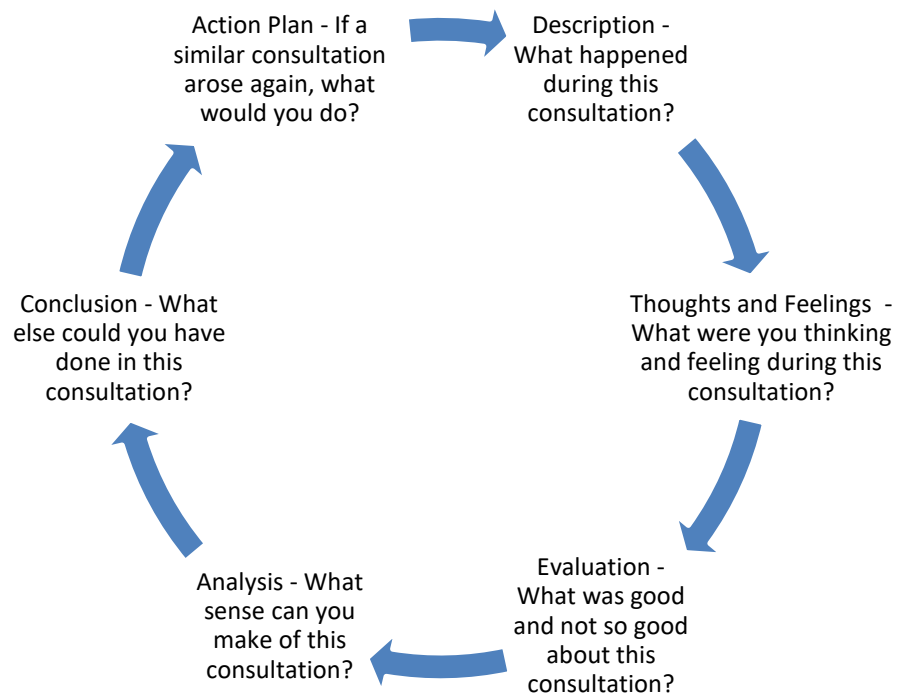 Action Plan - If a
similar consultation
arose again, what
would you do?
Description -
What happened
during this
consultation?
Thoughts and Feelings  -
What were you thinking
and feeling during this
consultation?
Evaluation -
What was good
and not so good
about this
consultation?
Analysis - What
sense can you
make of this
consultation?
Conclusion - What
else could you have
done in this
consultation?